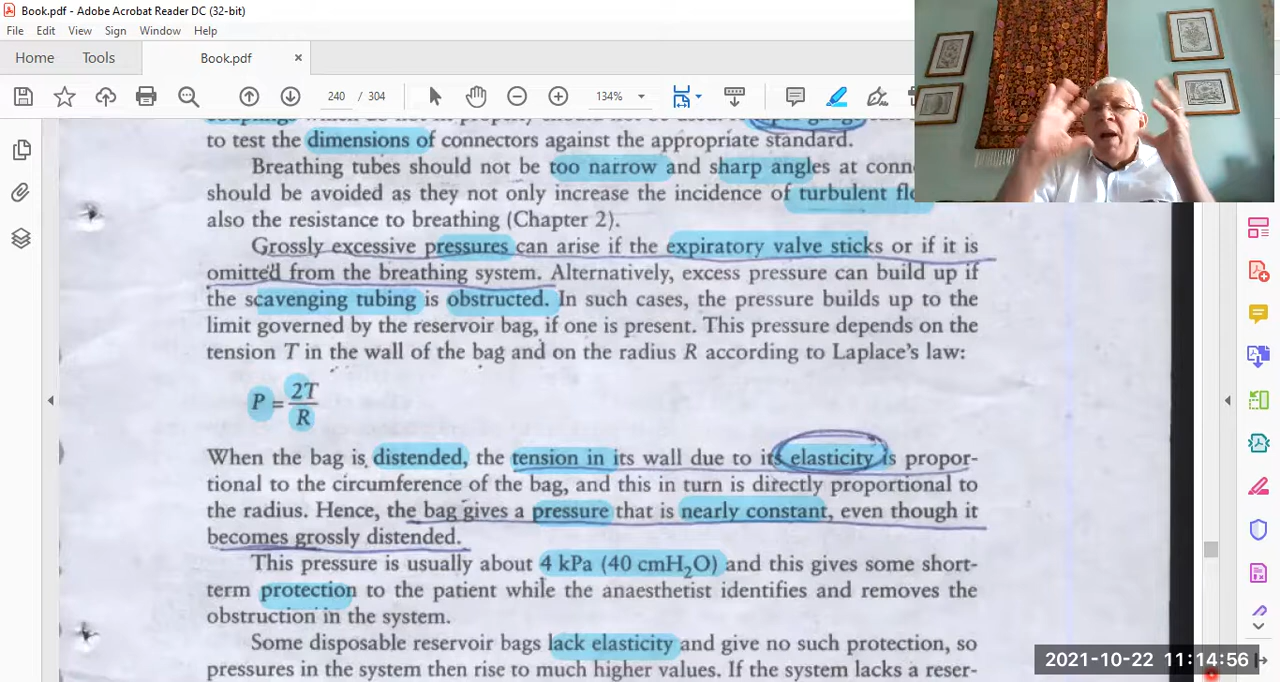 Book.pdf - Adobe Acrobat Reader DC (32-bit)
File Edit View Sign Window Help
Home Tools Book.pdf ×
240 / 304 134%
to test the dimensions of connectors against the appropriate standard.
Breathing tubes should not be too narrow and sharp angles at conn
should be avoided as they not only increase the incidence of turbulent flo
also the resistance to breathing (Chapter 2).
Grossly excessive pressures can arise if the expiratory valve sticks or if it is
omitted from the breathing system. Alternatively, excess pressure can build up if
the scavenging tubing is obstructed. In such cases, the pressure builds up to the
limit governed by the reservoir bag, if one is present. This pressure depends on the
tension T in the wall of the bag and on the radius R according to Laplace's law:
P = 2T/R
When the bag is distended, the tension in its wall due to its elasticity is propor-
tional to the circumference of the bag, and this in turn is directly proportional to
the radius. Hence, the bag gives a pressure that is nearly constant, even though it
becomes grossly distended.
This pressure is usually about 4 kPa (40 cmH₂O) and this gives some short-
term protection to the patient while the anaesthetist identifies and removes the
obstruction in the system.
Some disposable reservoir bags lack elasticity and give no such protection, so
pressures in the system then rise to much higher values. If the system lacks a reser-
2021-10-22 11:14:56